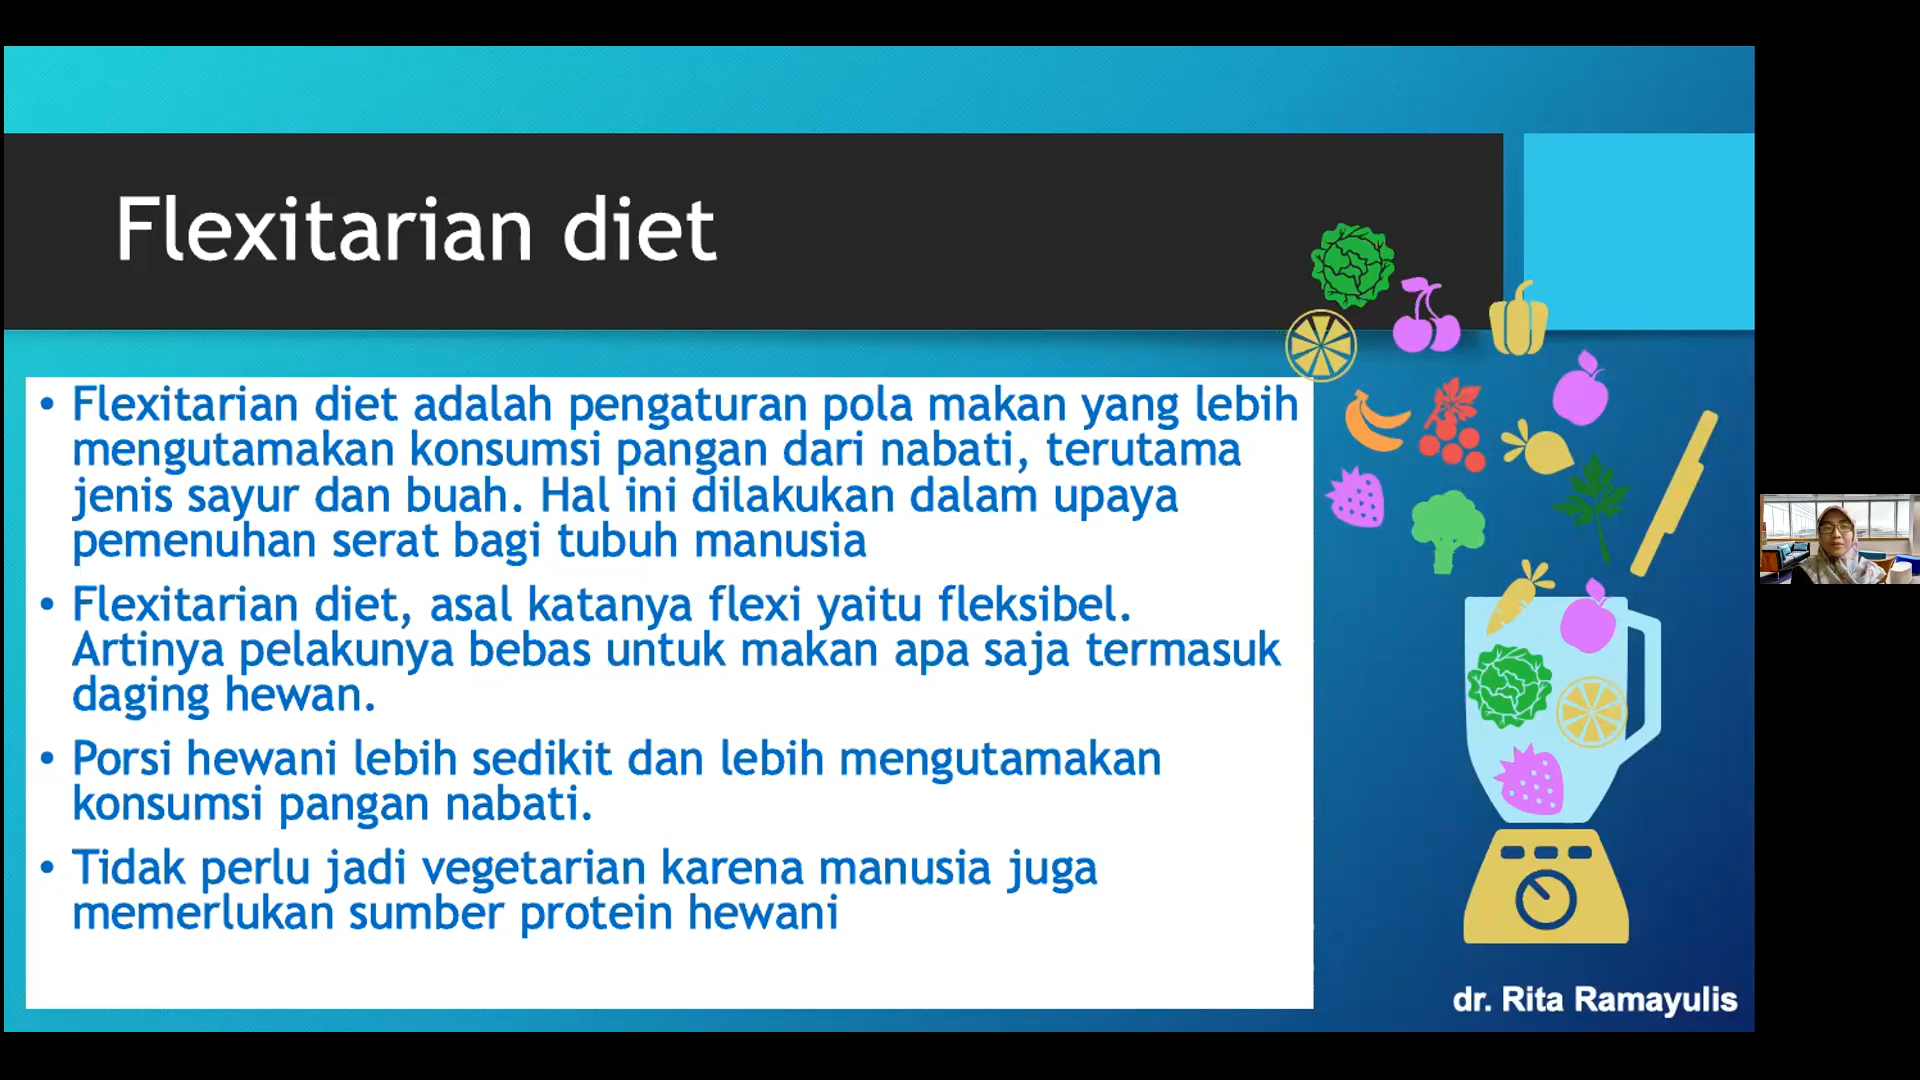 Flexitarian diet
• Flexitarian diet adalah pengaturan pola makan yang lebih
mengutamakan konsumsi pangan dari nabati, terutama
jenis sayur dan buah. Hal ini dilakukan dalam upaya
pemenuhan serat bagi tubuh manusia
• Flexitarian diet, asal katanya flexi yaitu fleksibel.
Artinya pelakunya bebas untuk makan apa saja termasuk
daging hewan.
• Porsi hewani lebih sedikit dan lebih mengutamakan
konsumsi pangan nabati.
• Tidak perlu jadi vegetarian karena manusia juga
memerlukan sumber protein hewani
dr. Rita Ramayulis